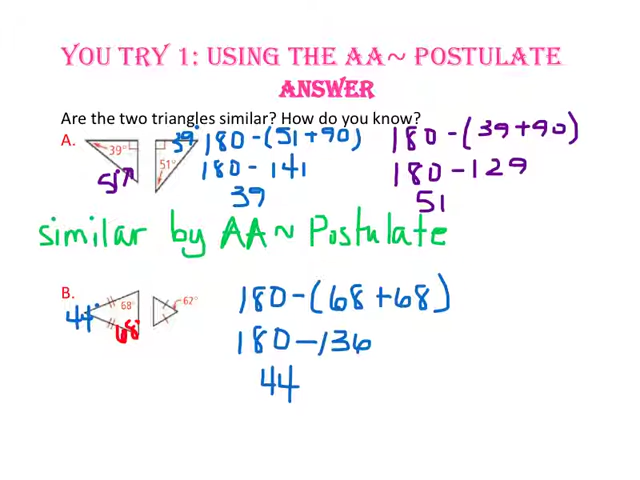 YOU TRY 1: USING THE AA~ POSTULATE
ANSWER
Are the two triangles similar? How do you know?
A.
39°
51°
51°
39°
180-(51+90)
180-141
39
180-(39+90)
180-129
51
similar by AA~ Postulate
B.
68°
44°
68°
62°
180-(68+68)
180-136
44